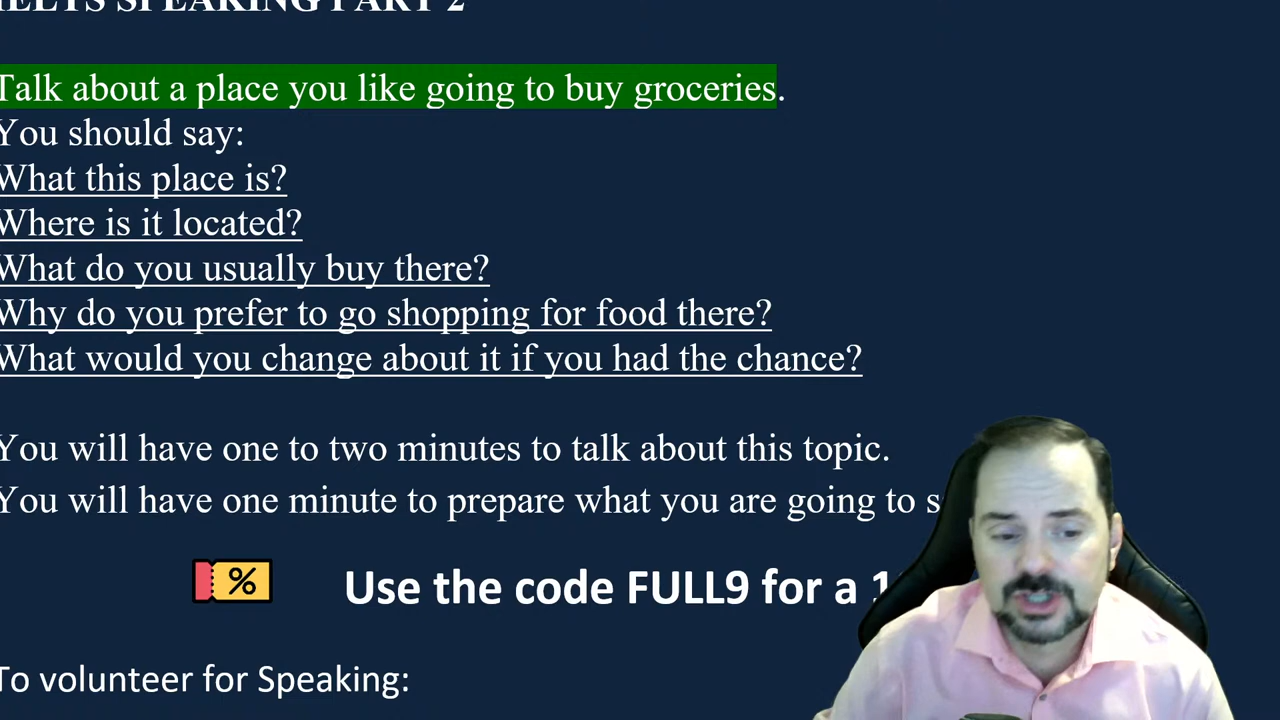 IELTS SPEAKING PART 2
Talk about a place you like going to buy groceries.
You should say:
What this place is?
Where is it located?
What do you usually buy there?
Why do you prefer to go shopping for food there?
What would you change about it if you had the chance?
You will have one to two minutes to talk about this topic.
You will have one minute to prepare what you are going to
%
Use the code FULL9 for a
To volunteer for Speaking: